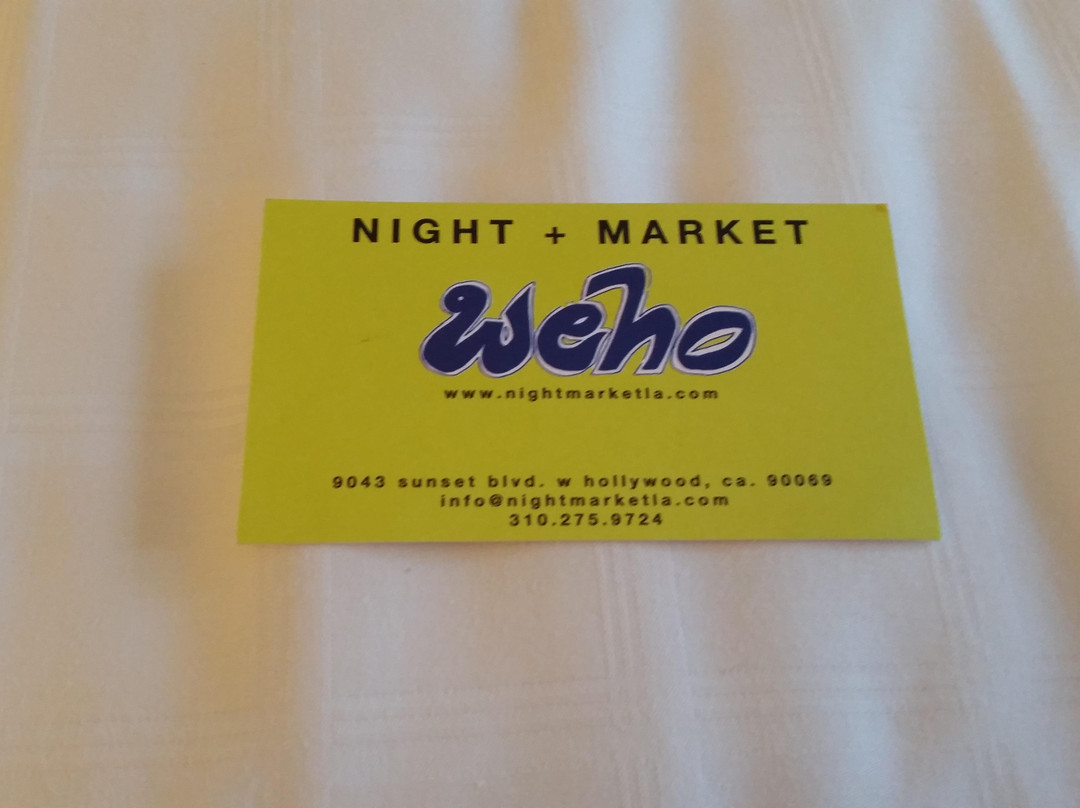 NIGHT + MARKET
weho
www.nightmarketla.com
9043 sunset blvd. w hollywood, ca. 90069
info@nightmarketla.com
310.275.9724